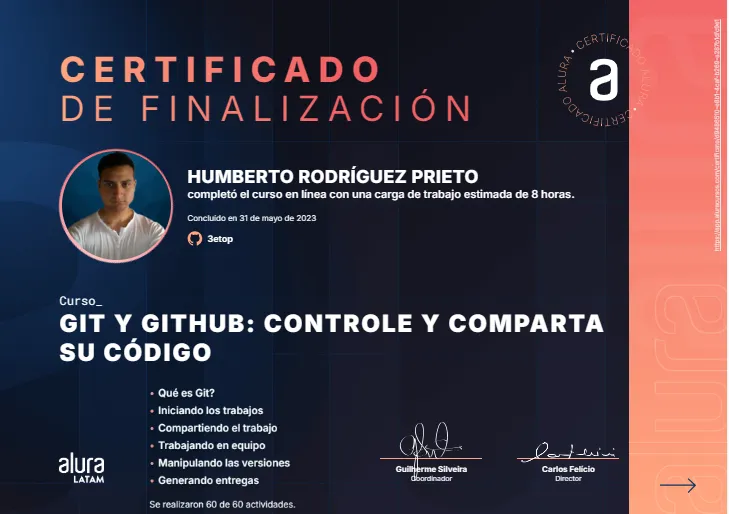 CERTIFICADO
DE FINALIZACIÓN
ALURA • CERTIFICADO ALURA • CERTIFICADO
a
HUMBERTO RODRÍGUEZ PRIETO
completó el curso en línea con una carga de trabajo estimada de 8 horas.
Concluido en 31 de mayo de 2023
3etop
Curso_
GIT Y GITHUB: CONTROLE Y COMPARTA
SU CÓDIGO
• Qué es Git?
• Iniciando los trabajos
• Compartiendo el trabajo
• Trabajando en equipo
• Manipulando las versiones
• Generando entregas
Se realizaron 60 de 60 actividades.
alura
LATAM
Guilherme Silveira
Coordinador
Carlos Felício
Director
alura